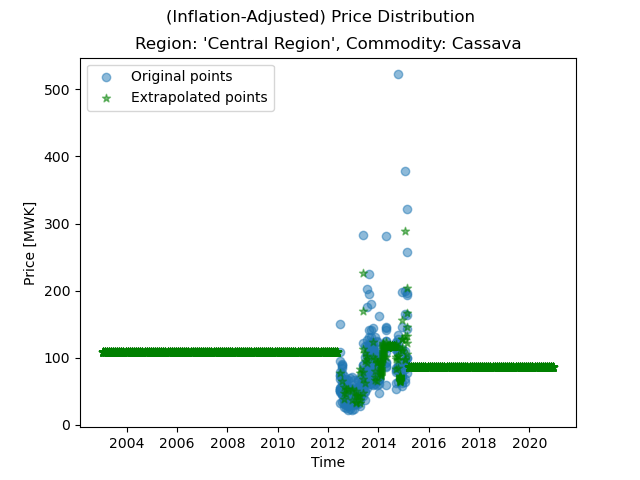 (Inflation-Adjusted) Price Distribution
Region: 'Central Region', Commodity: Cassava
Original points
Extrapolated points
500
400
300
200
100
0
Price [MWK]
2004 2006 2008 2010 2012 2014 2016 2018 2020
Time